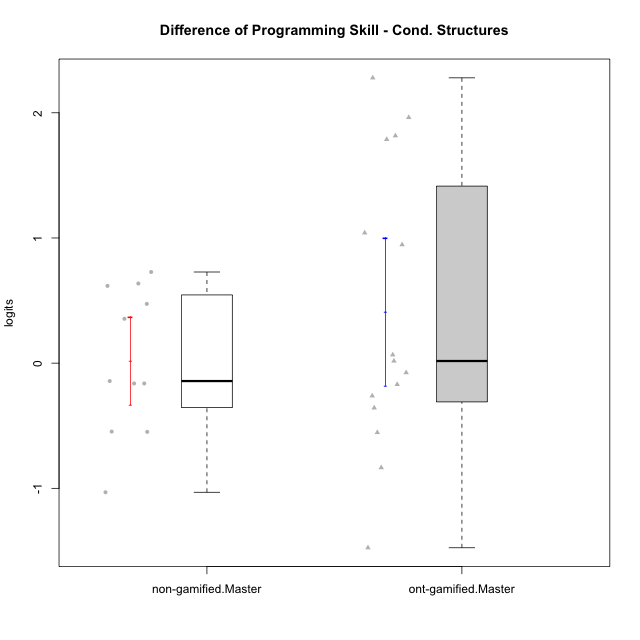 Difference of Programming Skill - Cond. Structures
logits
2
1
0
-1
non-gamified.Master
ont-gamified.Master